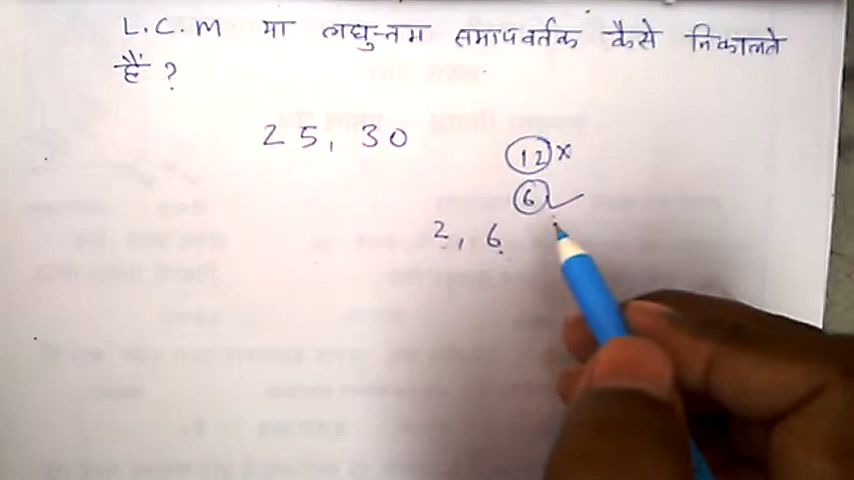 L.C.M या लघु-तम समापवर्तक कैसे निकालते
हैं ?
25, 30
12 x
6 ✓
2, 6